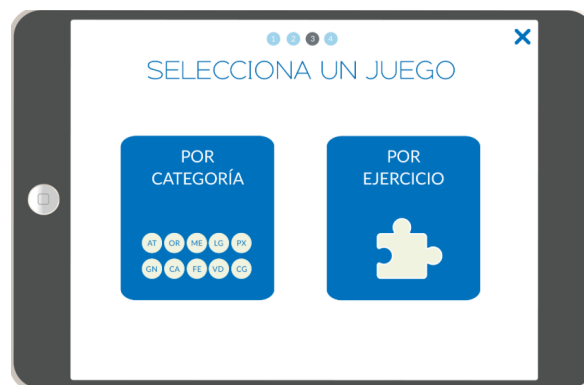 1 2 3 4
SELECCIONA UN JUEGO
POR
CATEGORÍA
AT OR ME LG PX
GN CA FE VD CG
POR
EJERCICIO